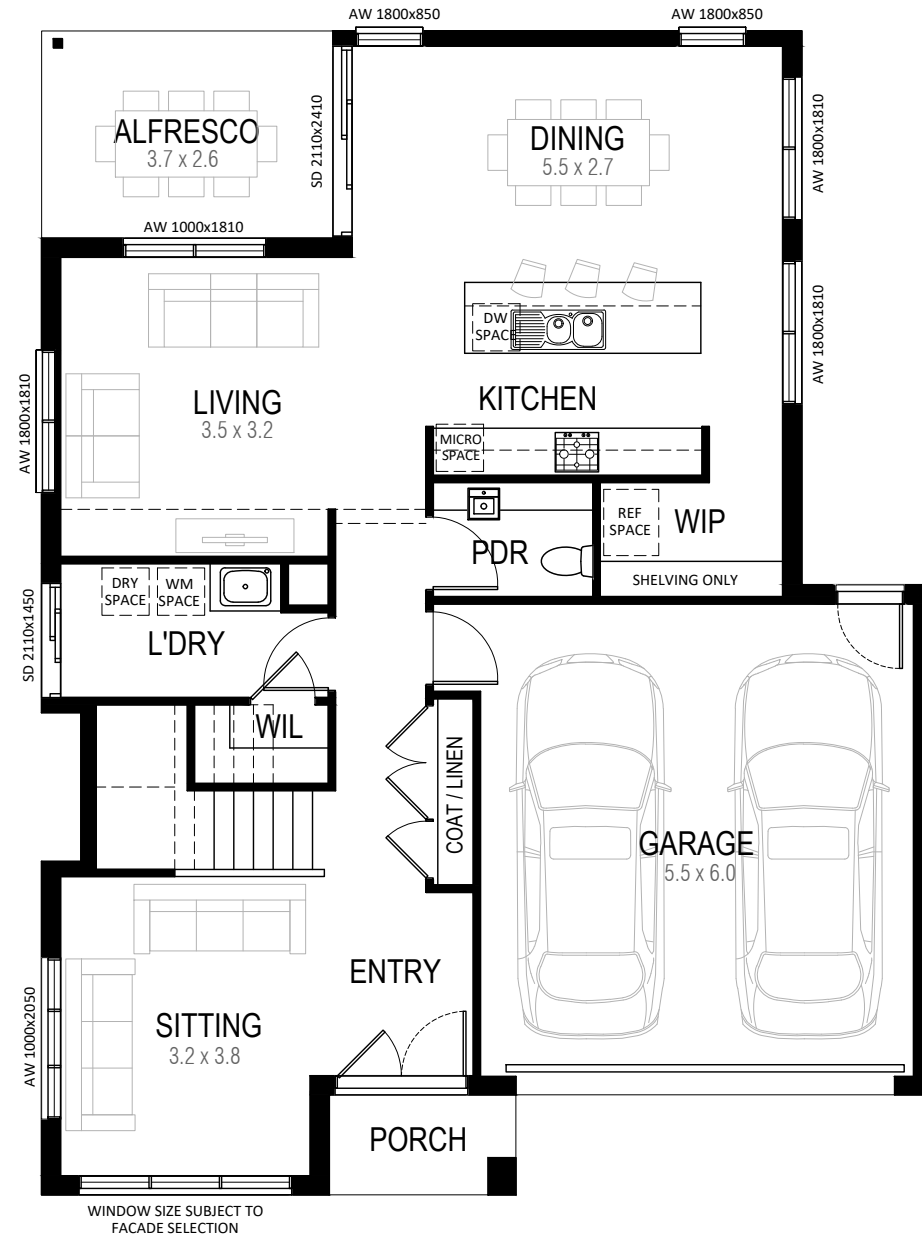 AW 1800x850
AW 1800x850
ALFRESCO
3.7 x 2.6
SD 2110x2410
DINING
5.5 x 2.7
AW 1800x1810
AW 1000x1810
DW
SPACE
AW 1800x1810
AW 1800x1810
LIVING
3.5 x 3.2
KITCHEN
MICRO
SPACE
REF
SPACE
WIP
PDR
SHELVING ONLY
DRY
SPACE
WM
SPACE
SD 2110x1450
L'DRY
WIL
COAT / LINEN
GARAGE
5.5 x 6.0
ENTRY
SITTING
3.2 x 3.8
AW 1000x2050
PORCH
WINDOW SIZE SUBJECT TO
FACADE SELECTION